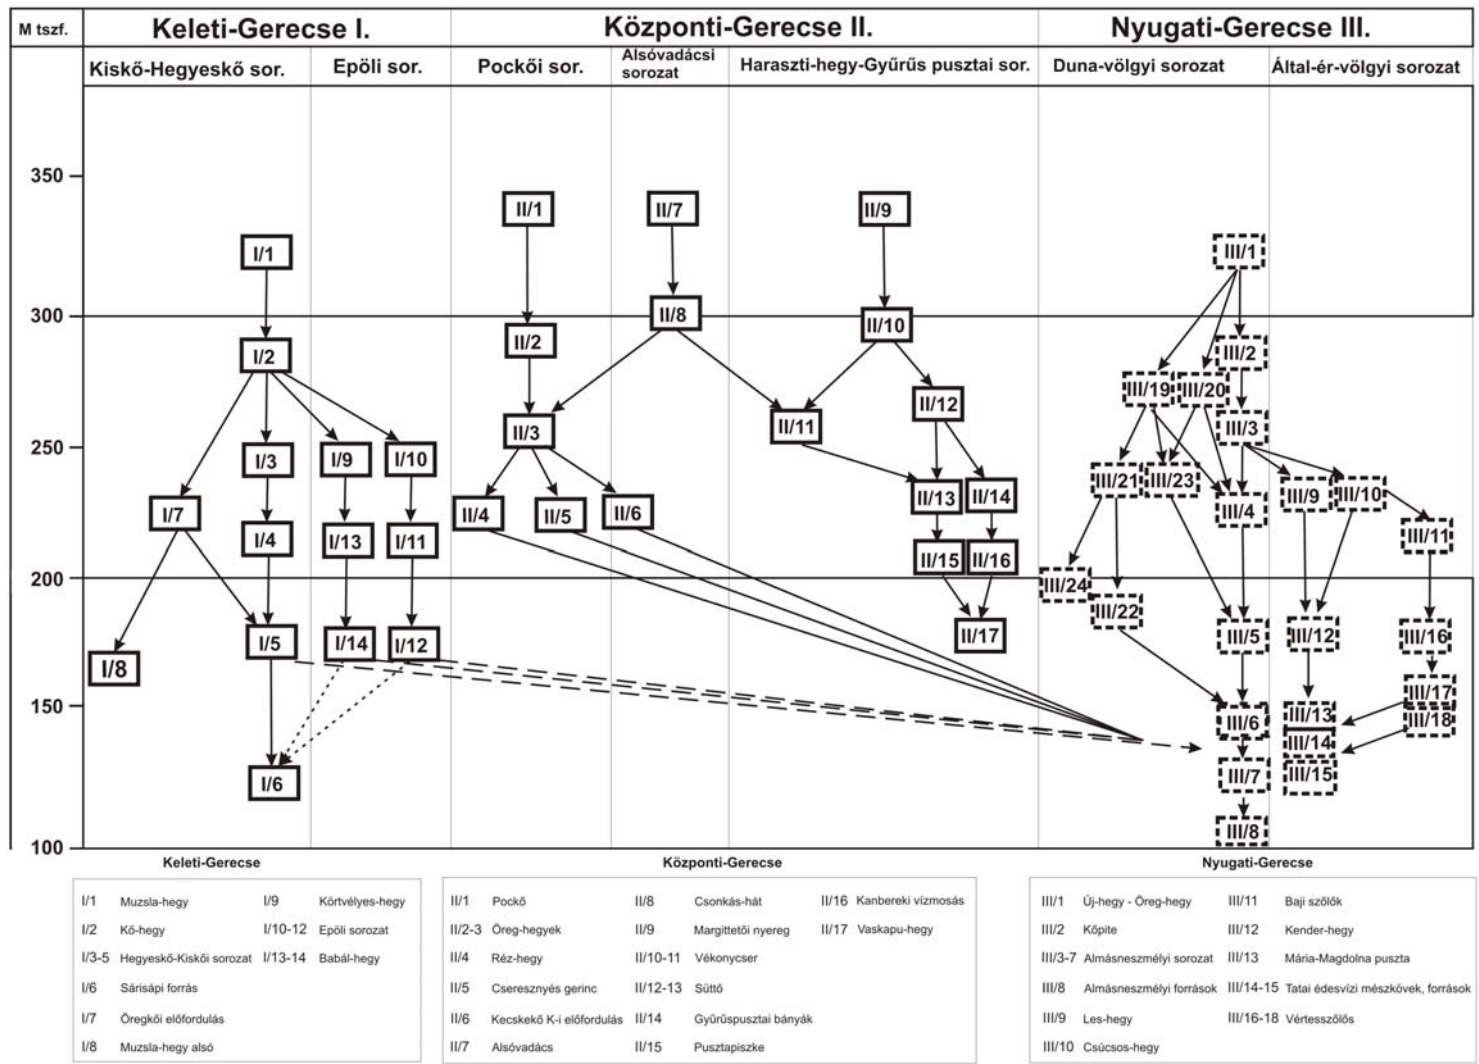 M tszf.
Keleti-Gerecse I.
Központi-Gerecse II.
Nyugati-Gerecse III.
Kiskő-Hegyeskő sor.
Epöli sor.
Pockői sor.
Alsóvadácsi
sorozat
Haraszti-hegy-Gyűrűs pusztai sor.
Duna-völgyi sorozat
Által-ér-völgyi sorozat
350
300
250
200
150
100
I/1
I/2
I/3
I/9
I/10
I/7
I/4
I/13
I/11
I/5
I/14
I/12
I/8
I/6
II/1
II/7
II/9
II/8
II/10
II/2
II/12
II/3
II/11
II/4
II/5
II/6
II/13
II/14
II/15
II/16
II/17
III/1
III/2
III/19
III/20
III/3
III/21
III/23
III/9
III/10
III/4
III/11
III/24
III/22
III/5
III/12
III/16
III/17
III/6
III/13
III/18
III/14
III/7
III/15
III/8
Keleti-Gerecse
I/1 Muzsla-hegy
I/2 Kő-hegy
I/3-5 Hegyeskő-Kiskői sorozat
I/6 Sárisápi forrás
I/7 Öregkői előfordulás
I/8 Muzsla-hegy alsó
I/9 Körtvélyes-hegy
I/10-12 Epöli sorozat
I/13-14 Babál-hegy
Központi-Gerecse
II/1 Pockő
II/2-3 Öreg-hegyek
II/4 Réz-hegy
II/5 Cseresznyés gerinc
II/6 Kecskekő K-i előfordulás
II/7 Alsóvadács
II/8 Csonkás-hát
II/9 Margittetői nyereg
II/10-11 Vékonycser
II/12-13 Süttő
II/14 Gyűrűspusztai bányák
II/15 Pusztapiszke
II/16 Kanbereki vízmosás
II/17 Vaskapu-hegy
Nyugati-Gerecse
III/1 Új-hegy - Öreg-hegy
III/2 Kőpite
III/3-7 Almásneszmélyi sorozat
III/8 Almásneszmélyi források
III/9 Les-hegy
III/10 Csúcsos-hegy
III/11 Baji szőlők
III/12 Kender-hegy
III/13 Mária-Magdolna puszta
III/14-15 Tatai édesvízi mészkövek, források
III/16-18 Vértesszőlős